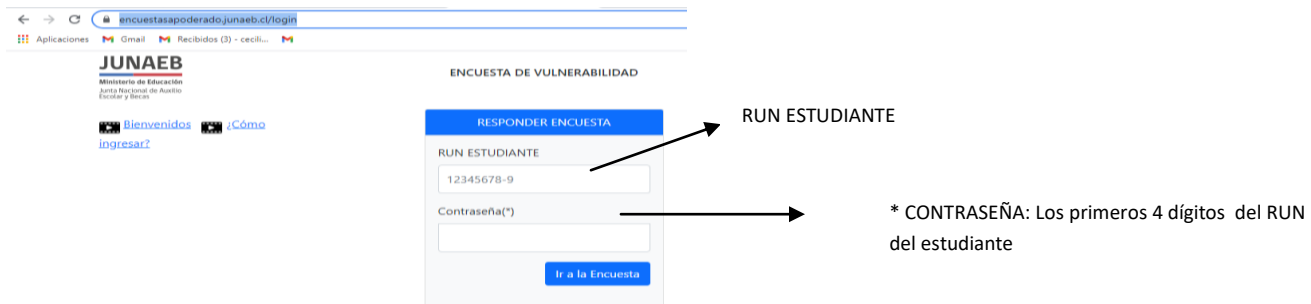 encuestasapoderado.junaeb.cl/login
Aplicaciones Gmail Recibidos (3) - cecili...
JUNAEB
Ministerio de Educación
Junta Nacional de Auxilio
Escolar y Becas
ENCUESTA DE VULNERABILIDAD
Bienvenidos ¿Cómo
ingresar?
RESPONDER ENCUESTA
RUN ESTUDIANTE
RUN ESTUDIANTE
12345678-9
Contraseña(*)
* CONTRASEÑA: Los primeros 4 dígitos del RUN
del estudiante
Ir a la Encuesta